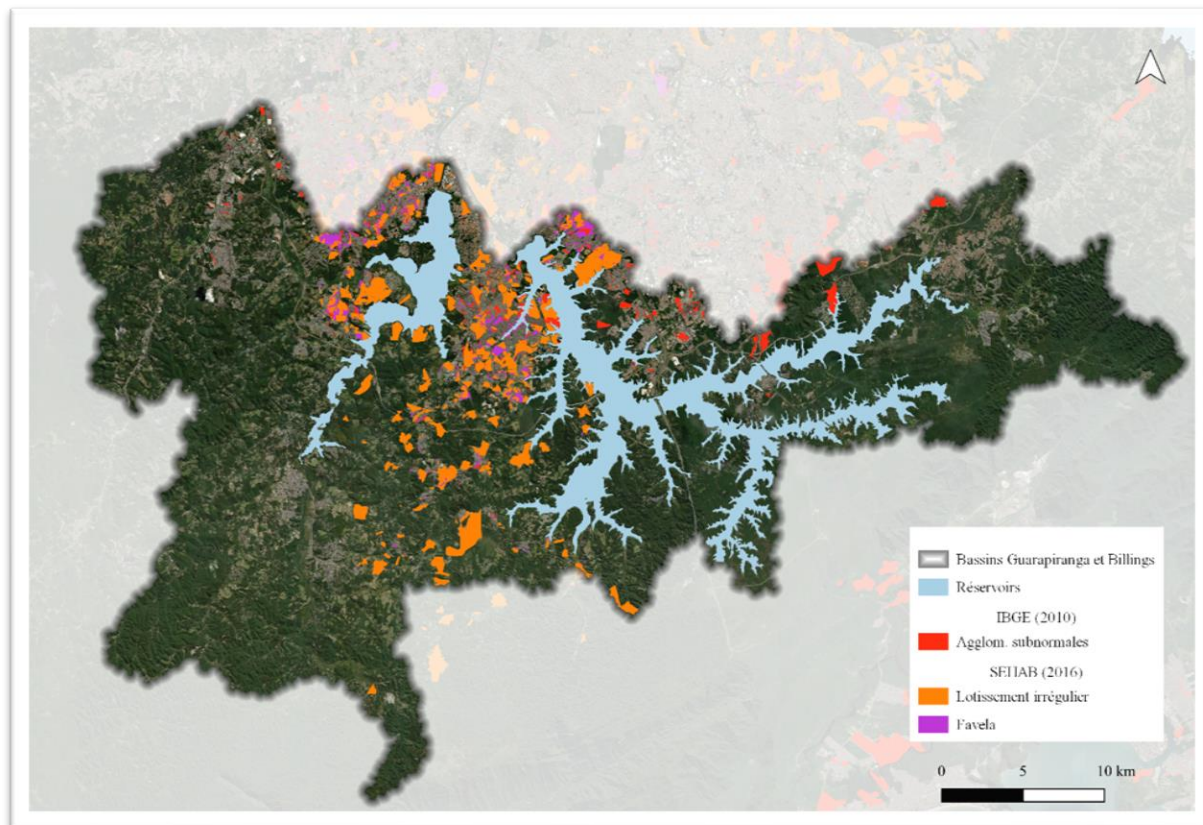 Bassins Guarapiranga et Billings
Réservoirs
IBGE (2010)
Agglom. subnormales
SEHAB (2016)
Lotissement irrégulier
Favela
0 5 10 km